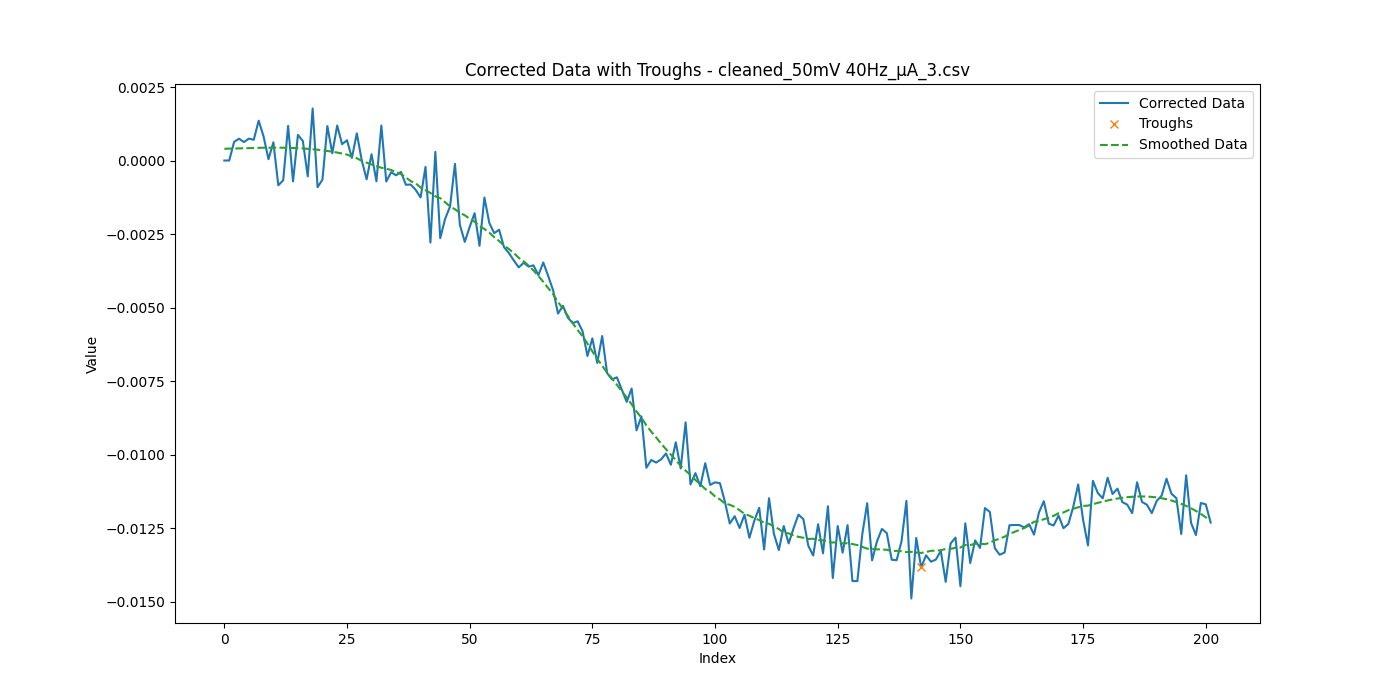 Corrected Data with Troughs - cleaned_50mV 40Hz_μA_3.csv
0.0025
0.0000
−0.0025
−0.0050
−0.0075
−0.0100
−0.0125
−0.0150
Value
Corrected Data
Troughs
Smoothed Data
0 25 50 75 100 125 150 175 200
Index